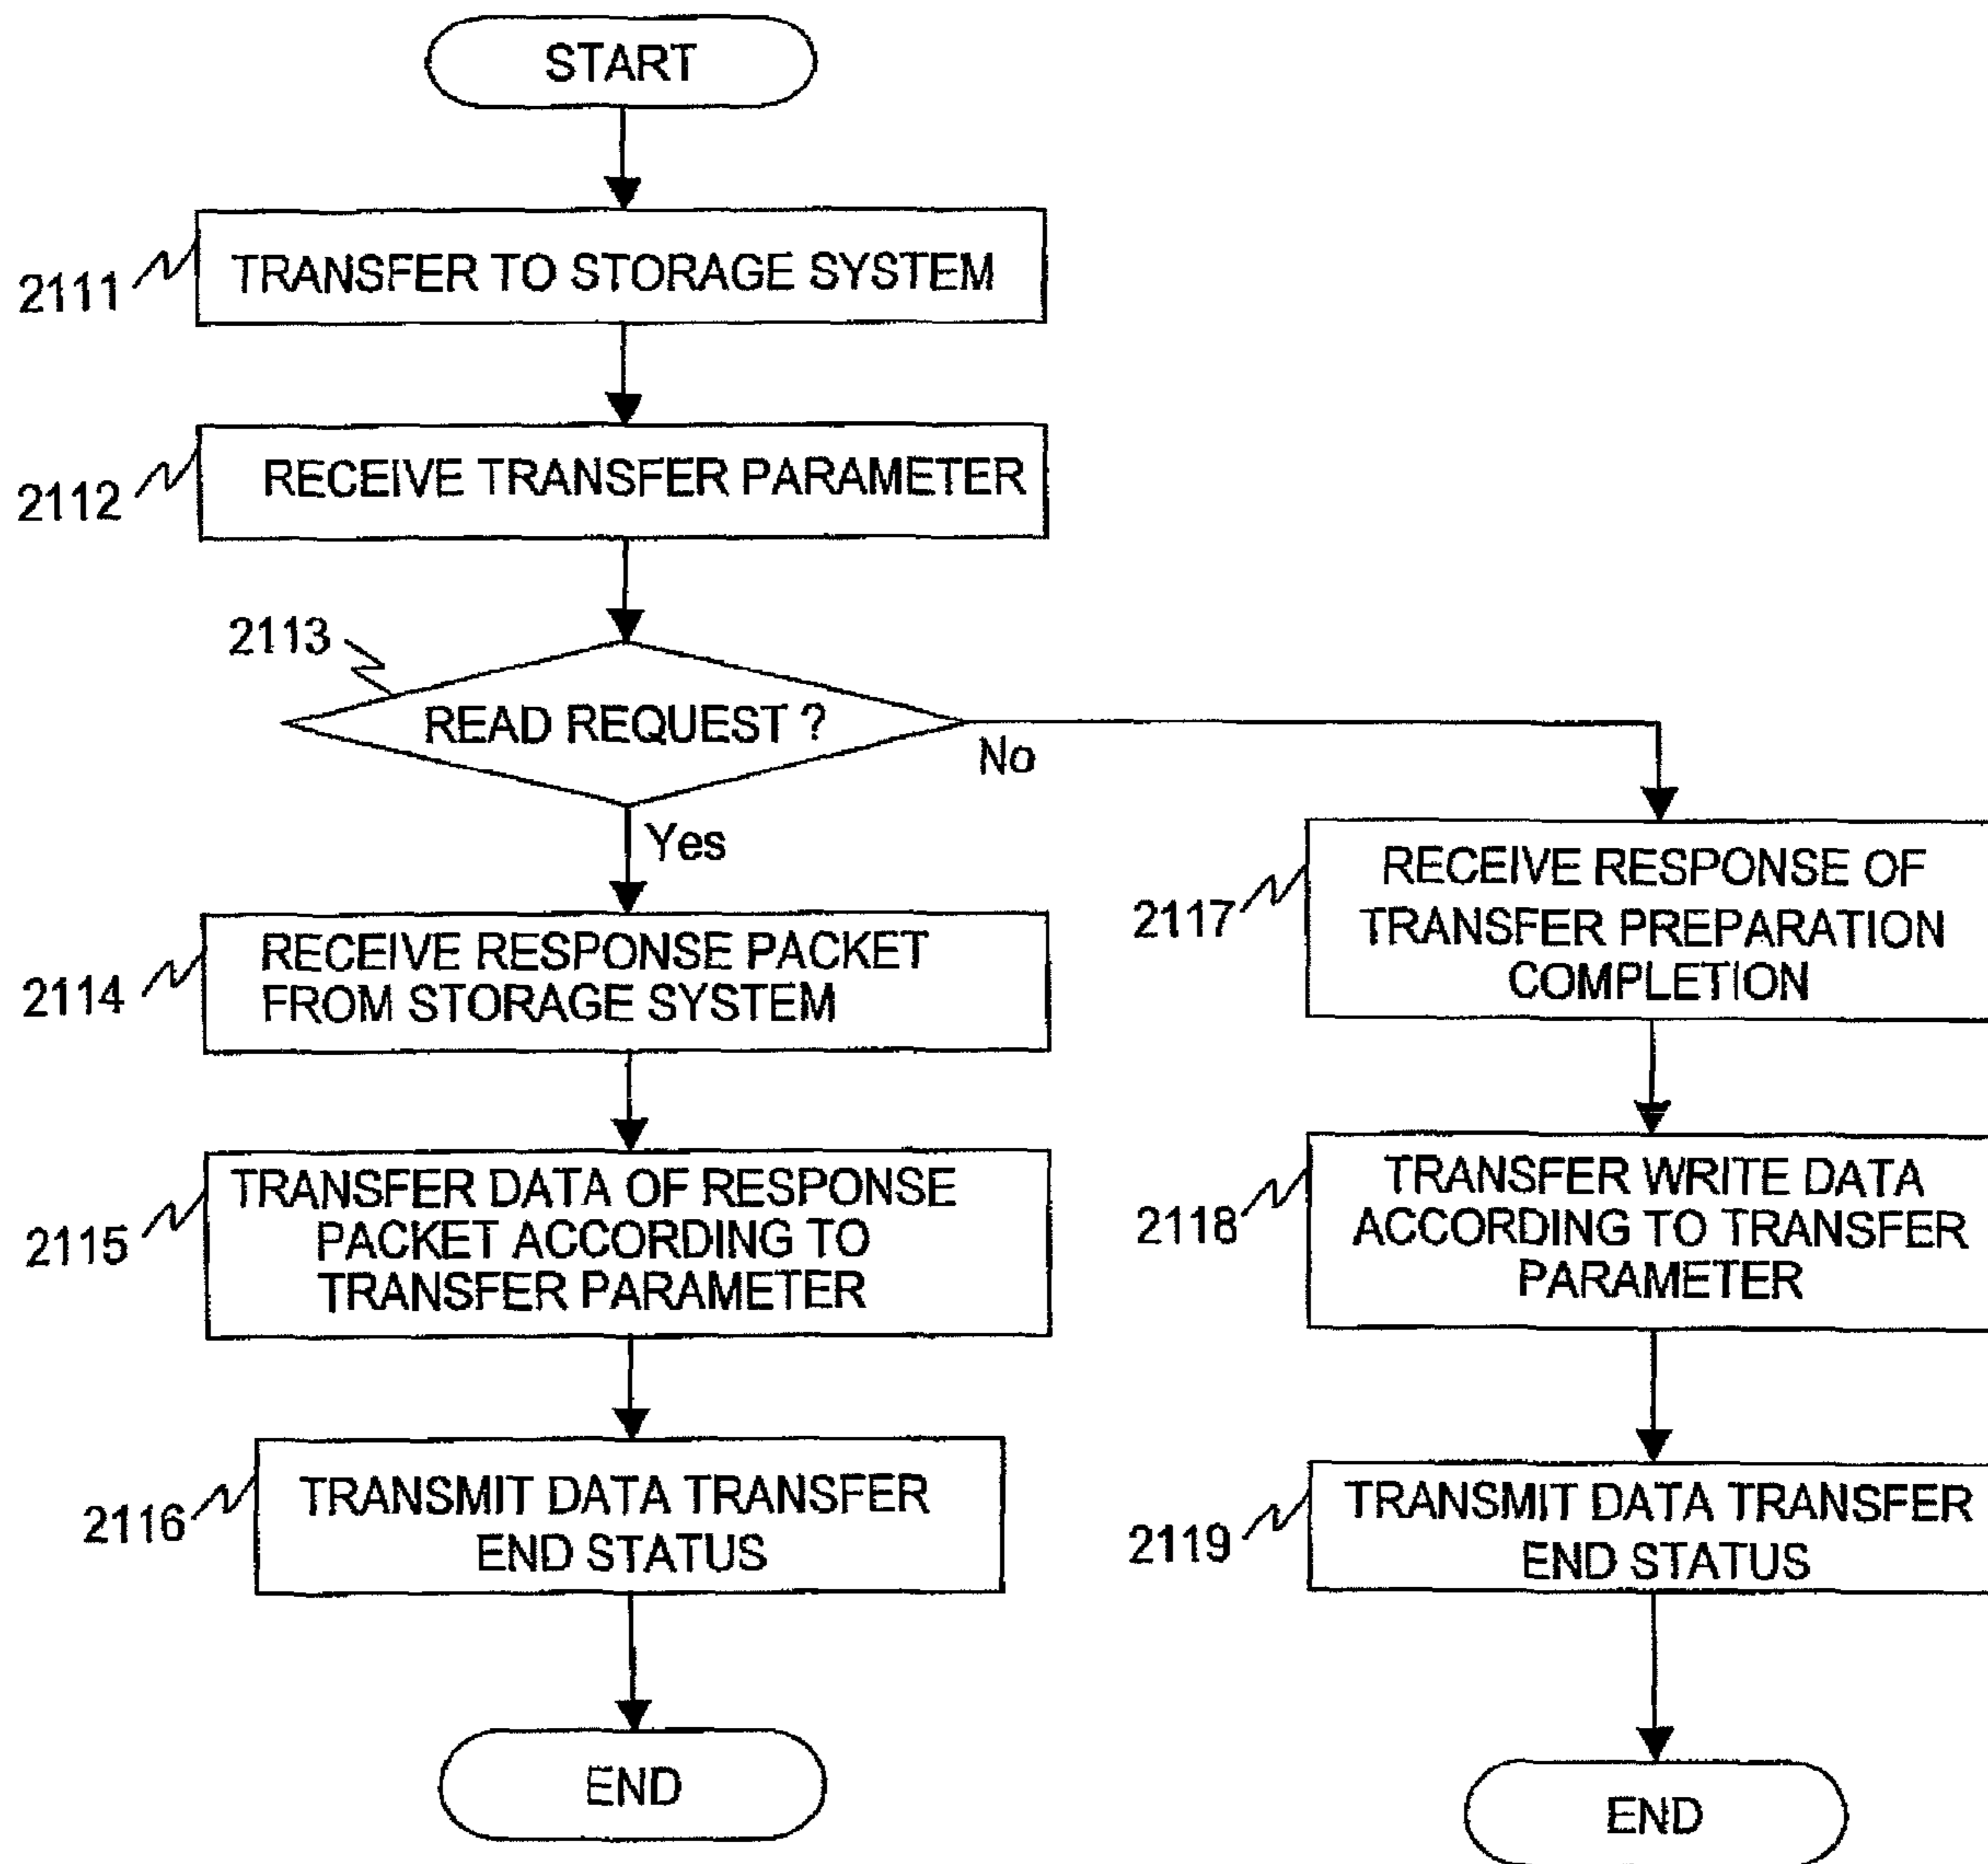 START
2111
TRANSFER TO STORAGE SYSTEM
2112
RECEIVE TRANSFER PARAMETER
2113
READ REQUEST ?
No
Yes
2114
RECEIVE RESPONSE PACKET
FROM STORAGE SYSTEM
2115
TRANSFER DATA OF RESPONSE
PACKET ACCORDING TO
TRANSFER PARAMETER
2116
TRANSMIT DATA TRANSFER
END STATUS
END
2117
RECEIVE RESPONSE OF
TRANSFER PREPARATION
COMPLETION
2118
TRANSFER WRITE DATA
ACCORDING TO TRANSFER
PARAMETER
2119
TRANSMIT DATA TRANSFER
END STATUS
END